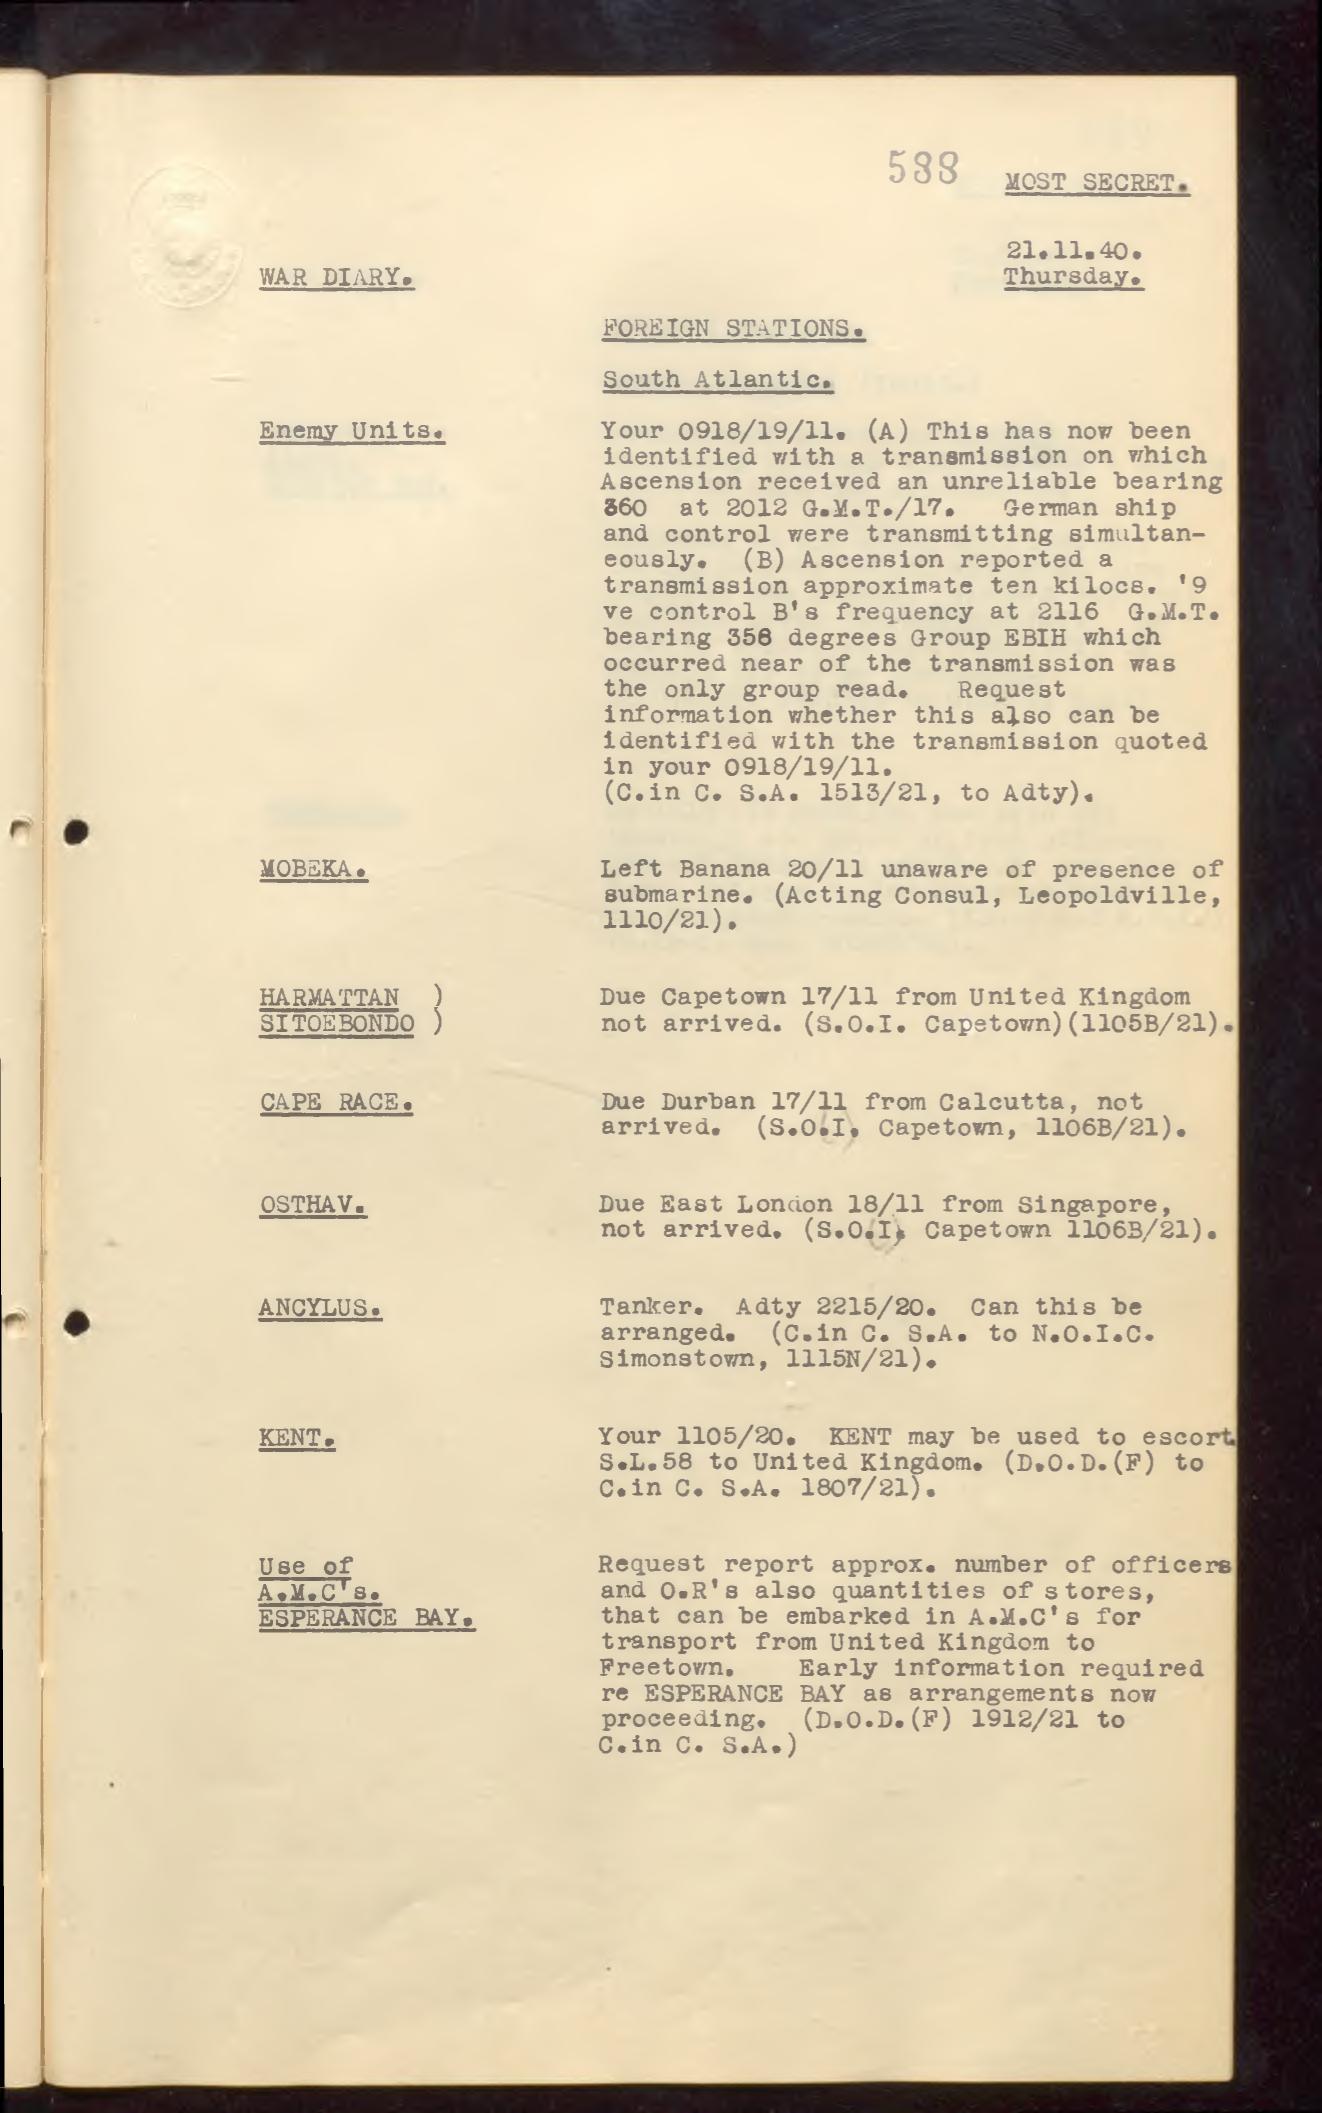 588 MOST SECRET.
21.11.40.
WAR DIARY. Thursday.
FOREIGN STATIONS.
South Atlantic.
Enemy Units. Your 0918/19/11. (A) This has now been
identified with a transmission on which
Ascension received an unreliable bearing
360 at 2012 G.M.T./17. German ship
and control were transmitting simultan-
eously. (B) Ascension reported a
transmission approximate ten kilocs. '9
ve control B's frequency at 2116 G.M.T.
bearing 358 degrees Group EBIH which
occurred near of the transmission was
the only group read. Request
information whether this also can be
identified with the transmission quoted
in your 0918/19/11.
(C.in C. S.A. 1513/21, to Adty).
MOBEKA. Left Banana 20/11 unaware of presence of
submarine. (Acting Consul, Leopoldville,
1110/21).
HARMATTAN ) Due Capetown 17/11 from United Kingdom
SITOEBONDO ) not arrived. (S.O.I. Capetown)(1105B/21).
CAPE RACE. Due Durban 17/11 from Calcutta, not
arrived. (S.O.I. Capetown, 1106B/21).
OSTHAV. Due East London 18/11 from Singapore,
not arrived. (S.O.I. Capetown 1106B/21).
ANCYLUS. Tanker. Adty 2215/20. Can this be
arranged. (C.in C. S.A. to N.O.I.C.
Simonstown, 1115N/21).
KENT. Your 1105/20. KENT may be used to escort
S.L.58 to United Kingdom. (D.O.D.(F) to
C.in C. S.A. 1807/21).
Use of Request report approx. number of officers
A.M.C's. and O.R's also quantities of stores,
ESPERANCE BAY. that can be embarked in A.M.C's for
transport from United Kingdom to
Freetown. Early information required
re ESPERANCE BAY as arrangements now
proceeding. (D.O.D.(F) 1912/21 to
C.in C. S.A.)